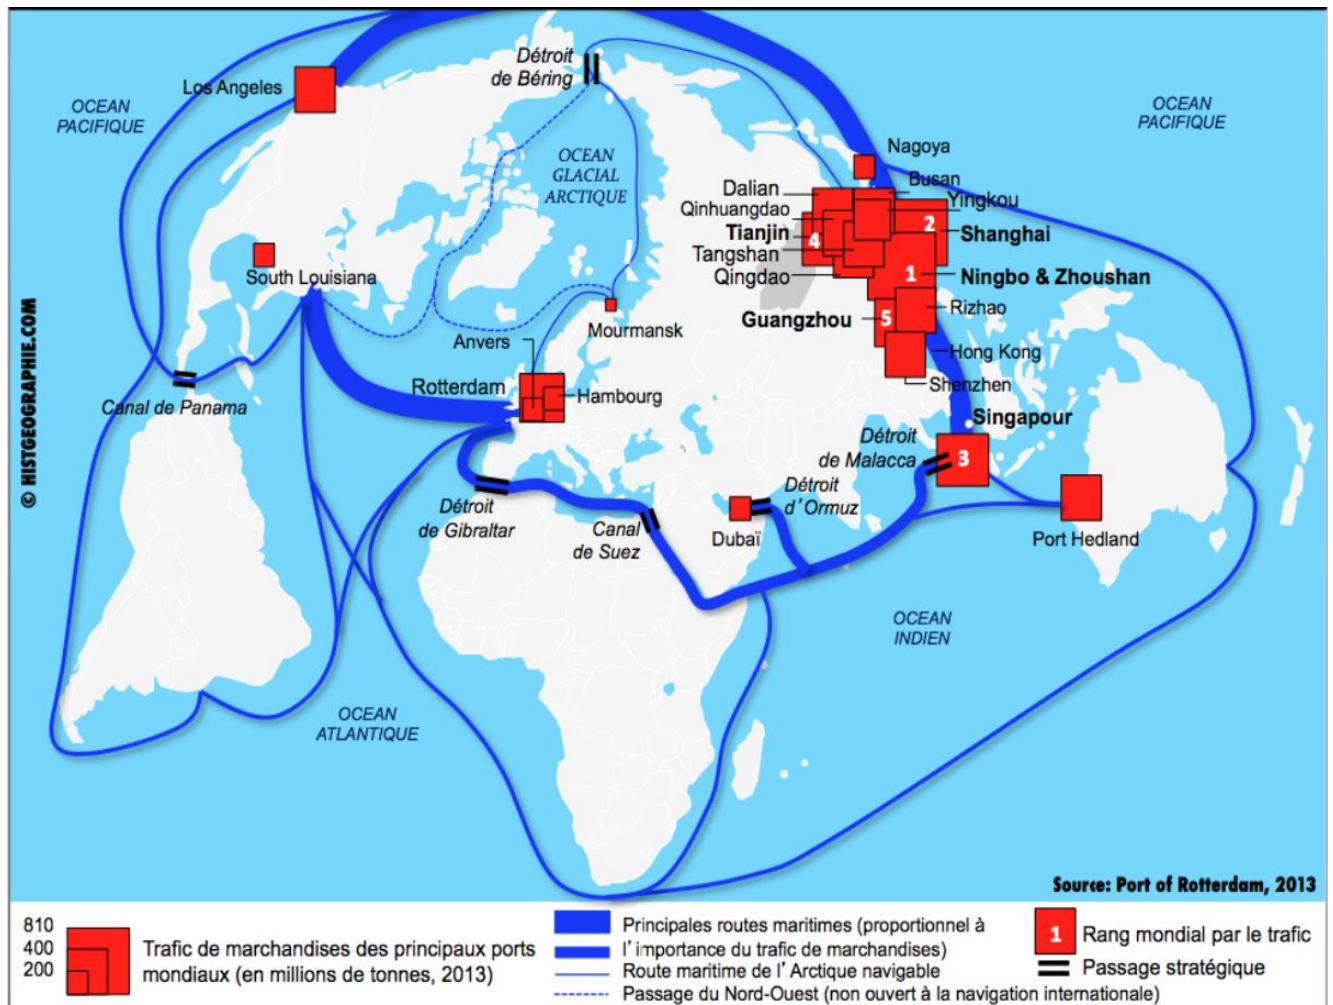 Détroit
de Béring
Los Angeles
OCEAN
PACIFIQUE
OCEAN
PACIFIQUE
OCEAN
GLACIAL
ARCTIQUE
Nagoya
Busan
Dalian
Yingkou
Qinhuangdao
Tianjin
4
2
Shanghai
Tangshan
Qingdao
1
Ningbo & Zhoushan
South Louisiana
Mourmansk
Guangzhou
5
Rizhao
Anvers
Hong Kong
Rotterdam
Hambourg
Shenzhen
Canal de Panama
Singapour
Détroit
de Malacca
3
Détroit
de Gibraltar
Canal
de Suez
Dubaï
Détroit
d'Ormuz
Port Hedland
OCEAN
INDIEN
OCEAN
ATLANTIQUE
© HISTGEOGRAPHIE.COM
Source: Port of Rotterdam, 2013
810
400
200
Trafic de marchandises des principaux ports
mondiaux (en millions de tonnes, 2013)
Principales routes maritimes (proportionnel à
l'importance du trafic de marchandises)
Route maritime de l'Arctique navigable
Passage du Nord-Ouest (non ouvert à la navigation internationale)
1
Rang mondial par le trafic
Passage stratégique